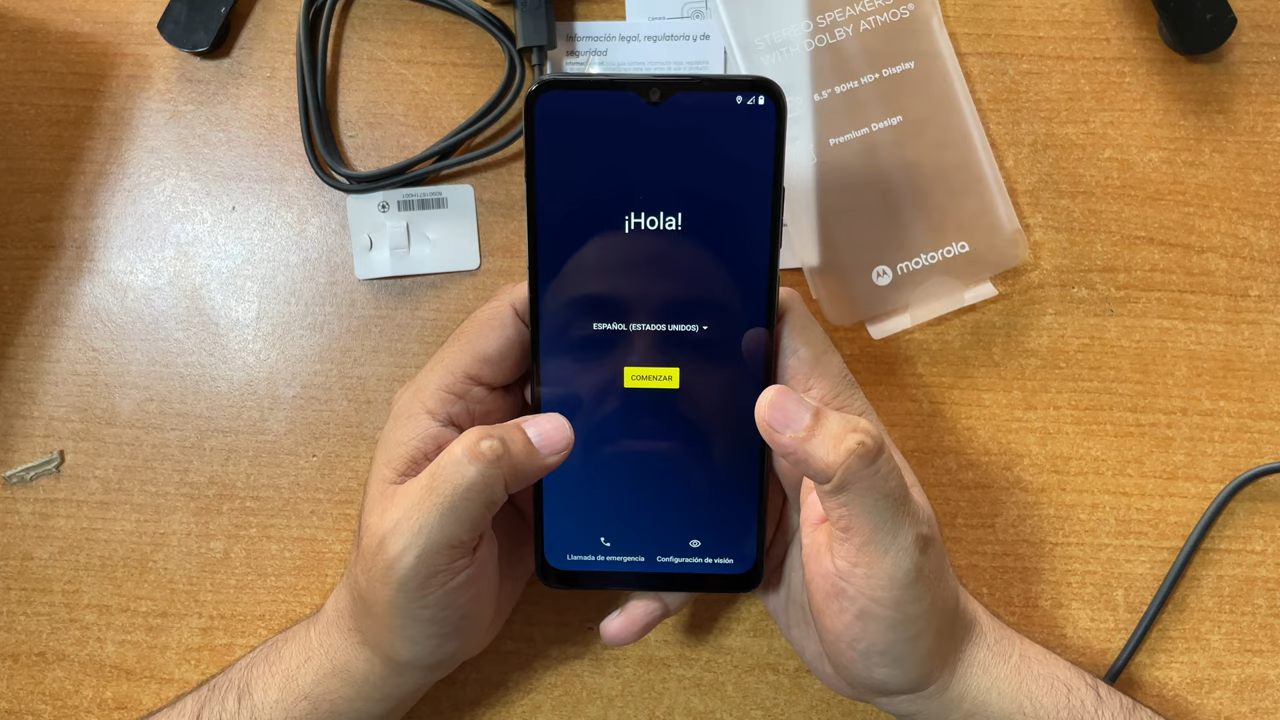 Cámara
Información legal, regulatoria y de
seguridad
STEREO SPEAKERS
WITH DOLBY ATMOS®
6.5" 90Hz HD+ Display
Premium Design
motorola
¡Hola!
ESPAÑOL (ESTADOS UNIDOS)
COMENZAR
Llamada de emergencia
Configuración de visión